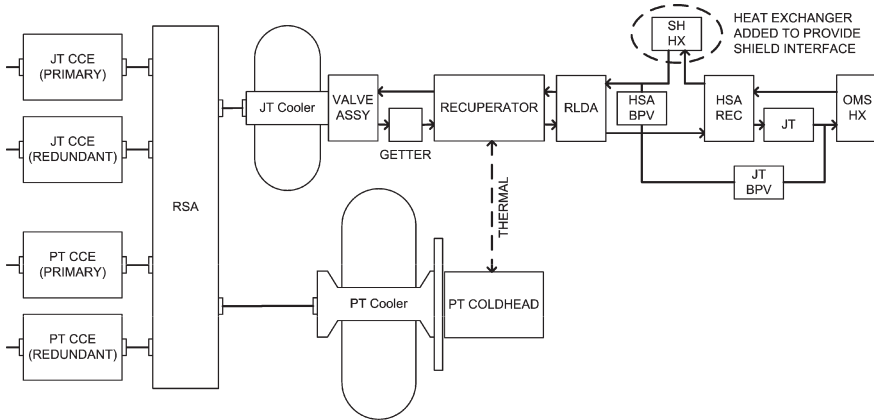 JT CCE
(PRIMARY)
JT CCE
(REDUNDANT)
PT CCE
(PRIMARY)
PT CCE
(REDUNDANT)
RSA
JT Cooler
VALVE
ASSY
GETTER
RECUPERATOR
RLDA
HSA
BPV
SH
HX
HEAT EXCHANGER
ADDED TO PROVIDE
SHIELD INTERFACE
HSA
REC
JT
OMS
HX
JT
BPV
THERMAL
PT Cooler
PT COLDHEAD